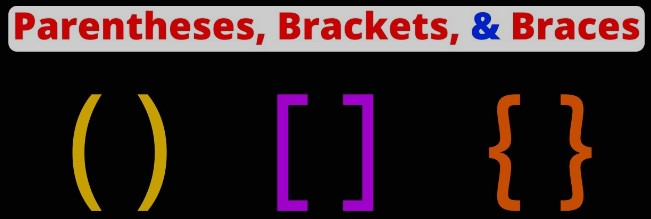 Parentheses, Brackets, & Braces
( ) [ ] { }